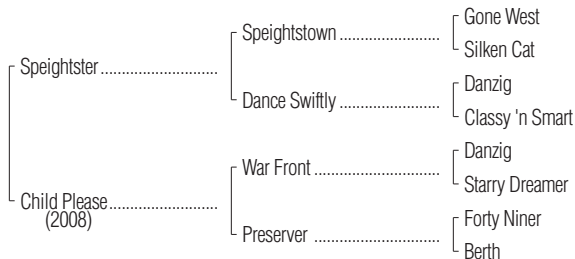 Gone West
Speightstown
Silken Cat
Speightster
Danzig
Dance Swiftly
Classy 'n Smart
Danzig
War Front
Starry Dreamer
Child Please
(2008)
Forty Niner
Preserver
Berth